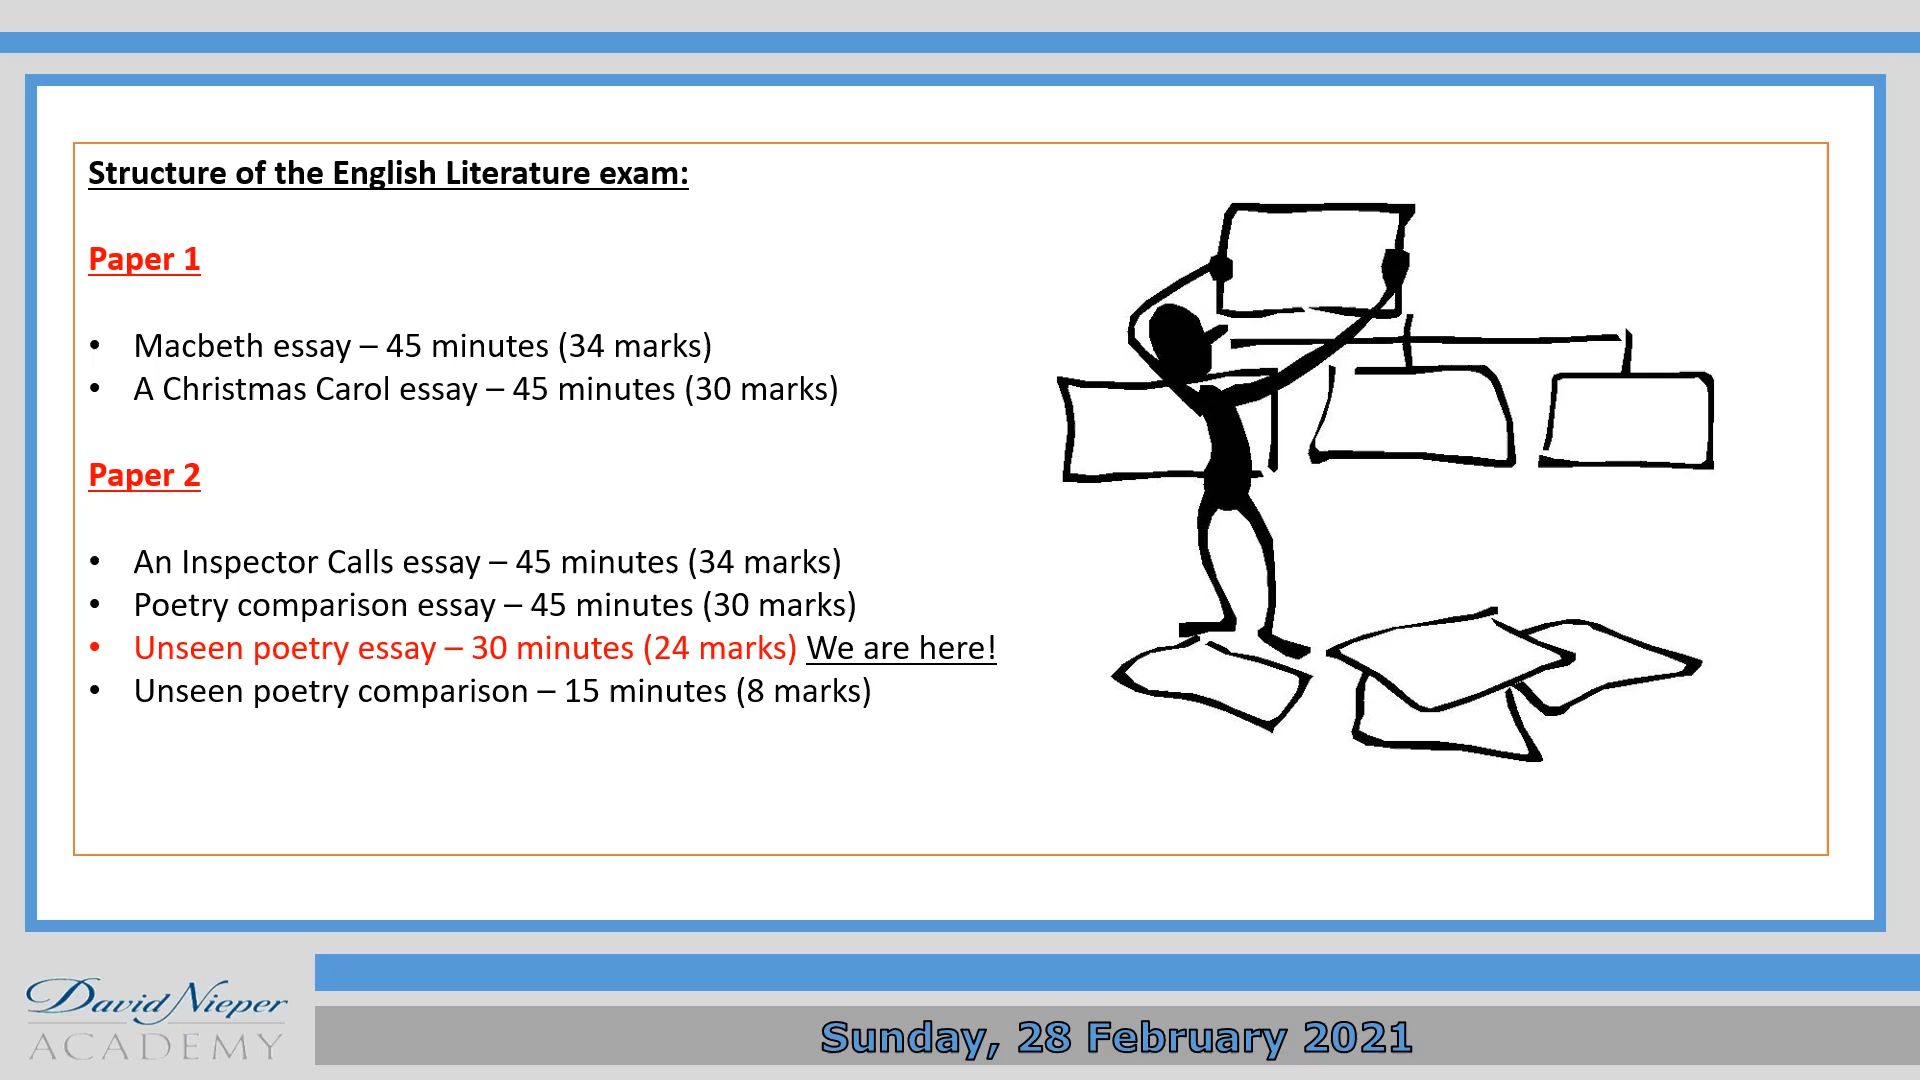 Structure of the English Literature exam:
Paper 1
• Macbeth essay – 45 minutes (34 marks)
• A Christmas Carol essay – 45 minutes (30 marks)
Paper 2
• An Inspector Calls essay – 45 minutes (34 marks)
• Poetry comparison essay – 45 minutes (30 marks)
• Unseen poetry essay – 30 minutes (24 marks) We are here!
• Unseen poetry comparison – 15 minutes (8 marks)
David Nieper
ACADEMY
Sunday, 28 February 2021